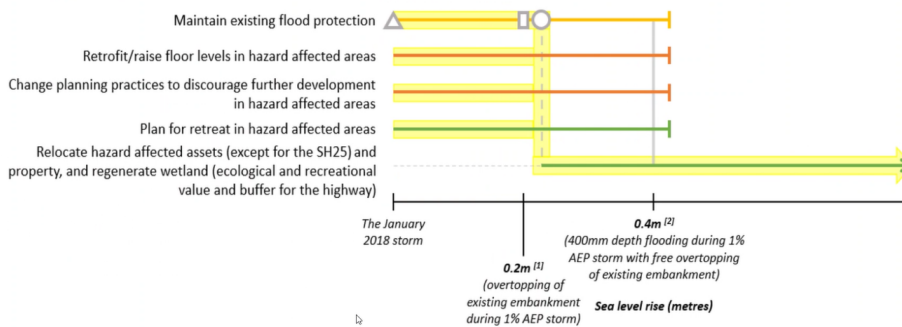 Maintain existing flood protection
Retrofit/raise floor levels in hazard affected areas
Change planning practices to discourage further development
in hazard affected areas
Plan for retreat in hazard affected areas
Relocate hazard affected assets (except for the SH25) and
property, and regenerate wetland (ecological and recreational
value and buffer for the highway)
The January
2018 storm
0.2m [1]
(overtopping of
existing embankment
during 1% AEP storm)
0.4m [2]
(400mm depth flooding during 1%
AEP storm with free overtopping
of existing embankment)
Sea level rise (metres)